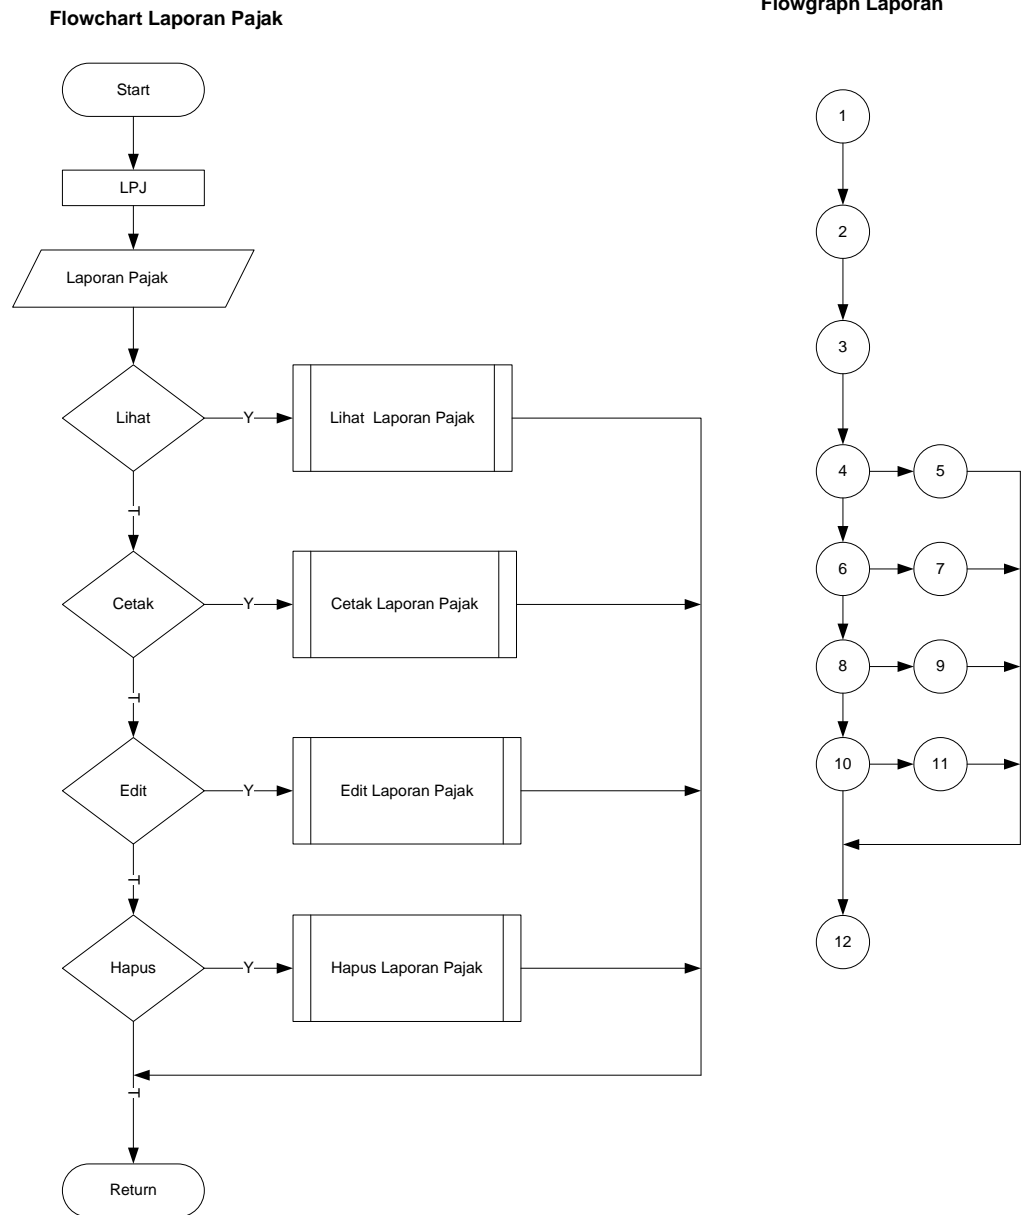 Flowchart Laporan Pajak
Start
LPJ
Laporan Pajak
Lihat
Y
Lihat Laporan Pajak
T
Cetak
Y
Cetak Laporan Pajak
T
Edit
Y
Edit Laporan Pajak
T
Hapus
Y
Hapus Laporan Pajak
T
Return
Flowgraph Laporan
1
2
3
4
5
6
7
8
9
10
11
12